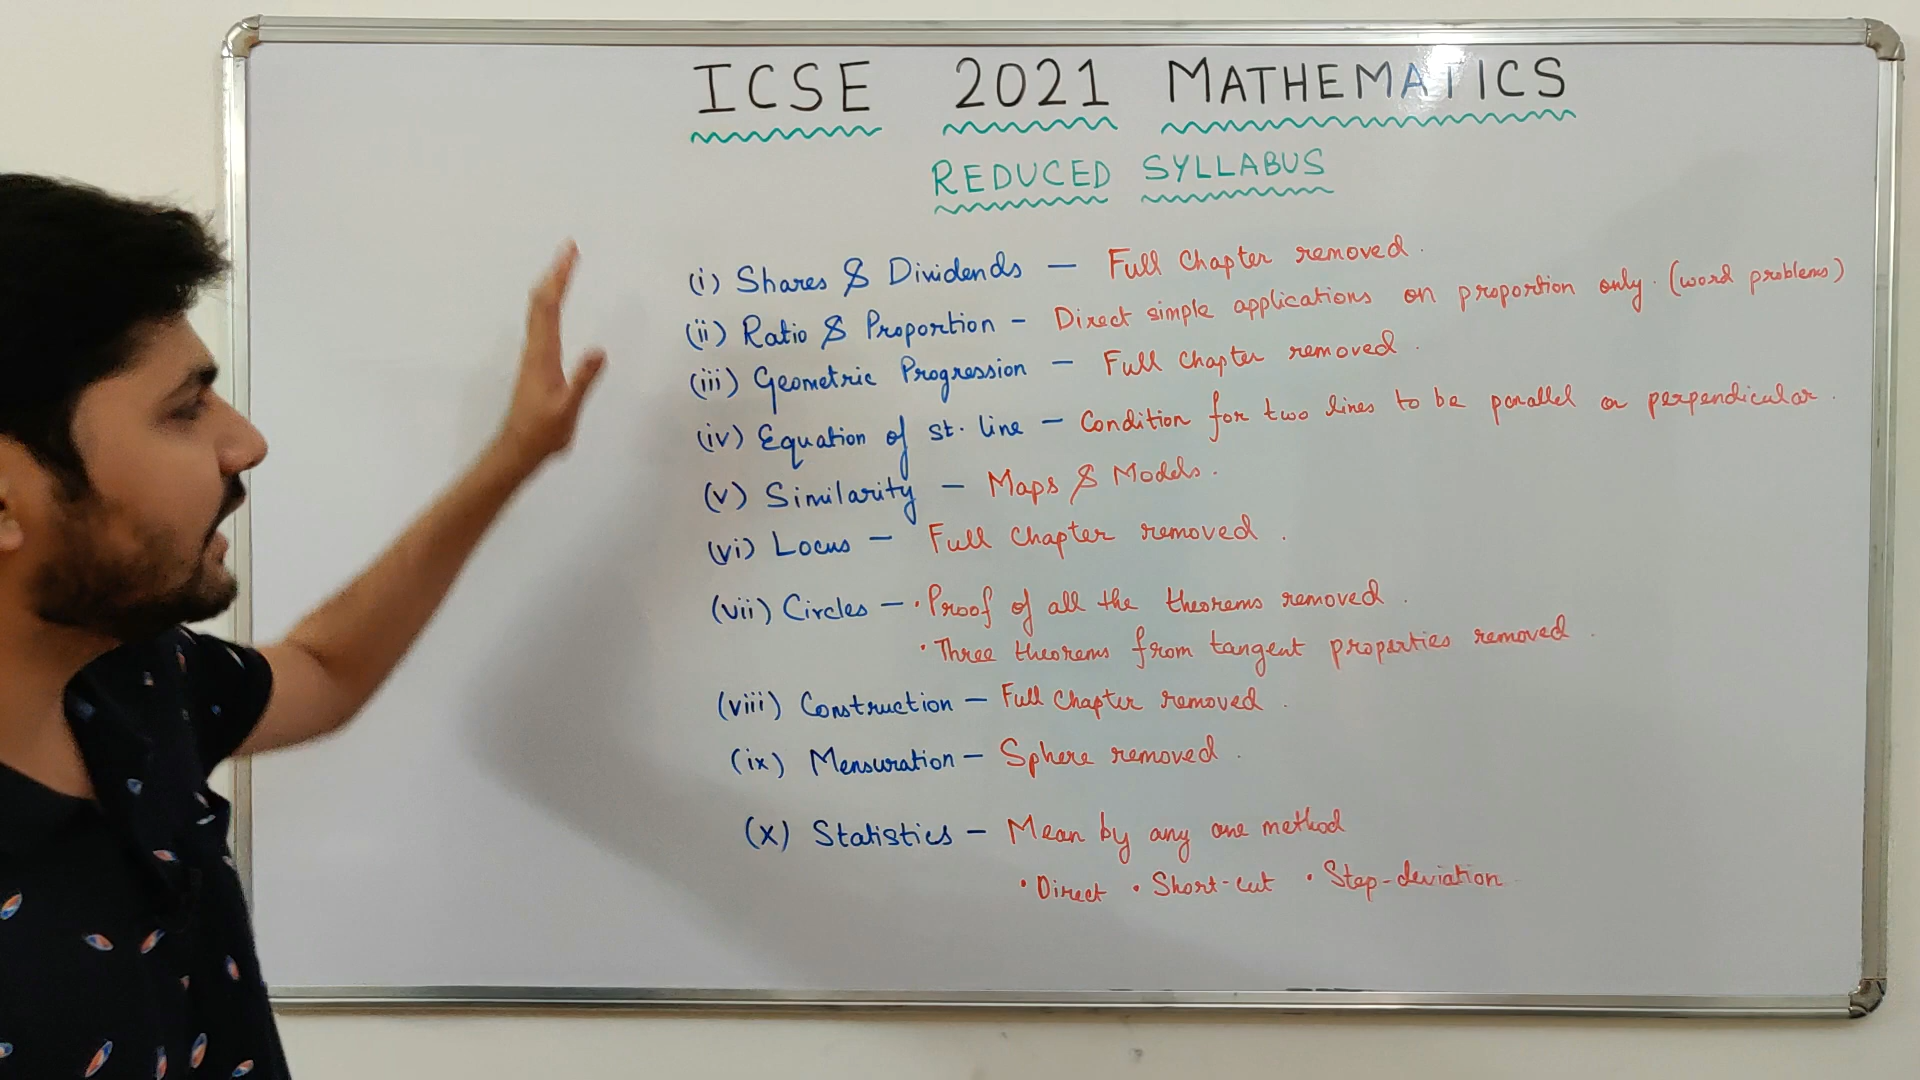 ICSE 2021 MATHEMATICS
REDUCED SYLLABUS
(i) Shares & Dividends — Full Chapter removed.
(ii) Ratio & Proportion - Direct simple applications on proportion only. (word problems)
(iii) Geometric Progression — Full Chapter removed.
(iv) Equation of st. line — Condition for two lines to be parallel or perpendicular.
(v) Similarity — Maps & Models.
(vi) Locus — Full Chapter removed.
(vii) Circles — • Proof of all the theorems removed.
• Three theorems from tangent properties removed.
(viii) Construction — Full Chapter removed.
(ix) Mensuration — Sphere removed.
(x) Statistics — Mean by any one method
• Direct • Short-cut • Step-deviation